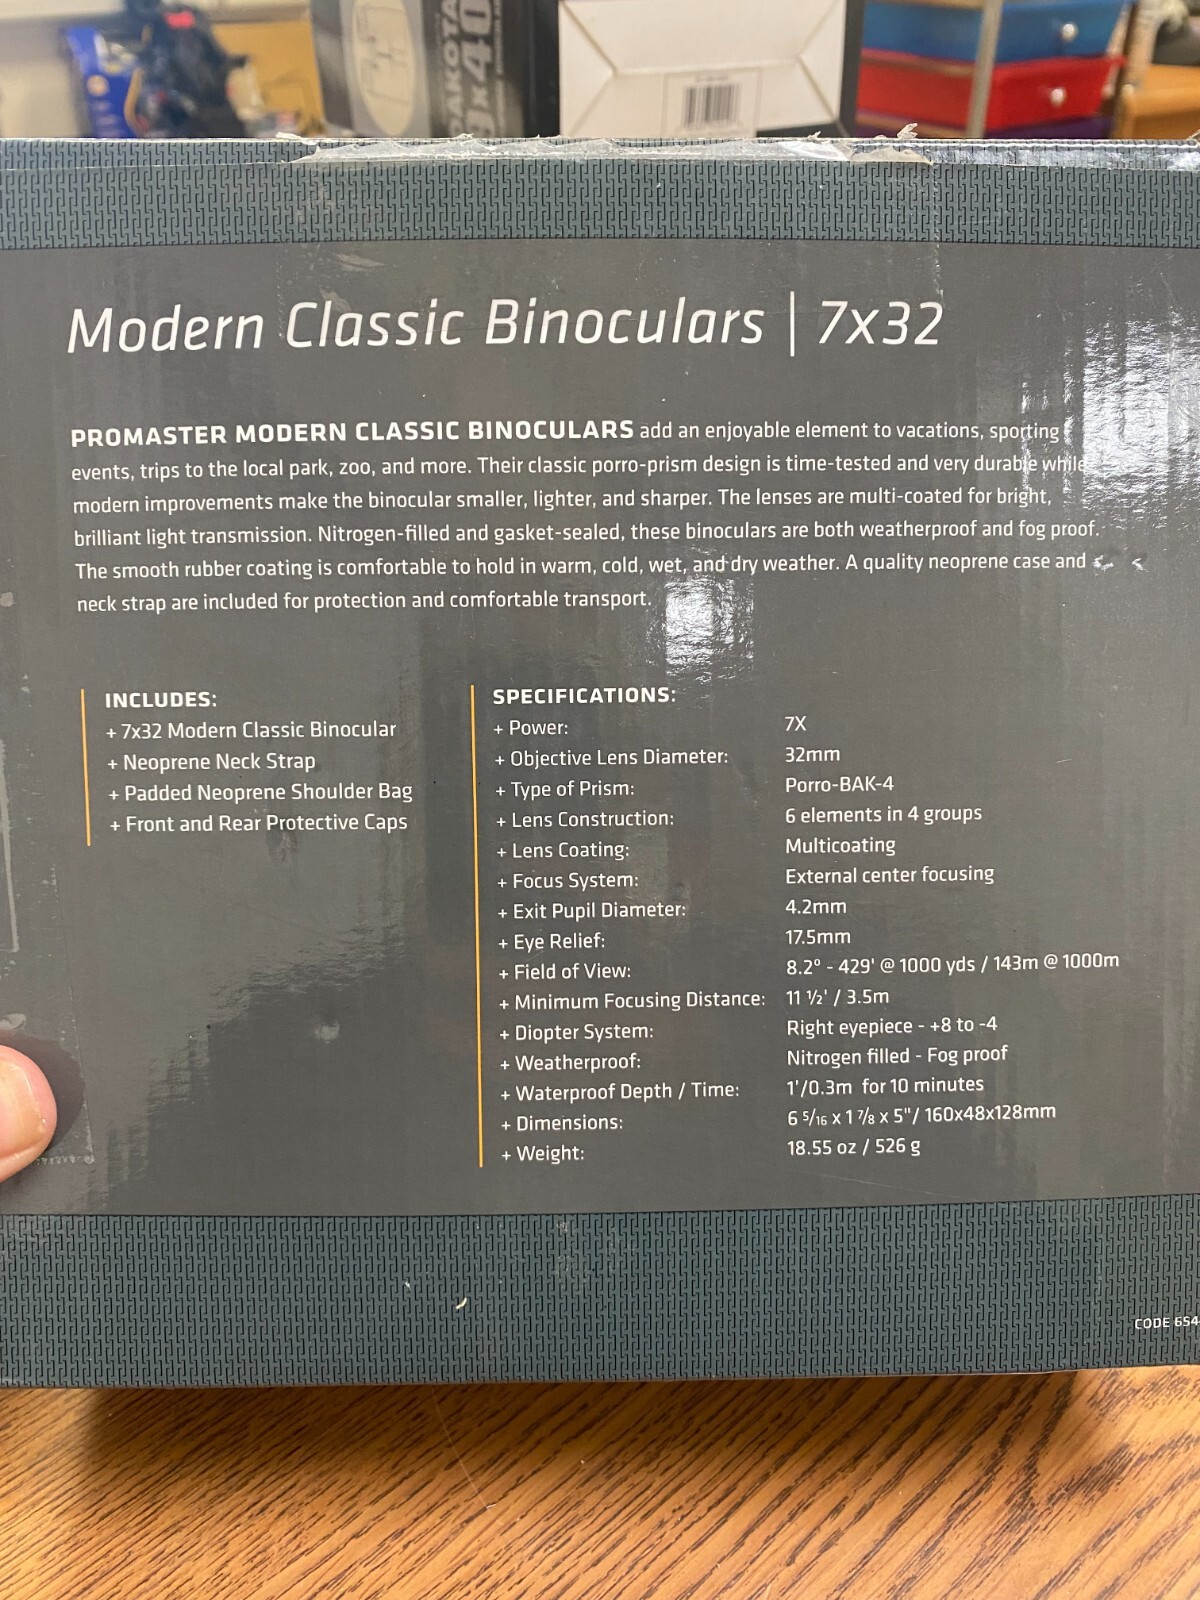 DAKOTA
9x40
Modern Classic Binoculars | 7x32
PROMASTER MODERN CLASSIC BINOCULARS add an enjoyable element to vacations, sporting
events, trips to the local park, zoo, and more. Their classic porro-prism design is time-tested and very durable while
modern improvements make the binocular smaller, lighter, and sharper. The lenses are multi-coated for bright,
brilliant light transmission. Nitrogen-filled and gasket-sealed, these binoculars are both weatherproof and fog proof.
The smooth rubber coating is comfortable to hold in warm, cold, wet, and dry weather. A quality neoprene case and
neck strap are included for protection and comfortable transport.
INCLUDES:
+ 7x32 Modern Classic Binocular
+ Neoprene Neck Strap
+ Padded Neoprene Shoulder Bag
+ Front and Rear Protective Caps
SPECIFICATIONS:
+ Power: 7X
+ Objective Lens Diameter: 32mm
+ Type of Prism: Porro-BAK-4
+ Lens Construction: 6 elements in 4 groups
+ Lens Coating: Multicoating
+ Focus System: External center focusing
+ Exit Pupil Diameter: 4.2mm
+ Eye Relief: 17.5mm
+ Field of View: 8.2° - 429' @ 1000 yds / 143m @ 1000m
+ Minimum Focusing Distance: 11 ½' / 3.5m
+ Diopter System: Right eyepiece - +8 to -4
+ Weatherproof: Nitrogen filled - Fog proof
+ Waterproof Depth / Time: 1'/0.3m for 10 minutes
+ Dimensions: 6 5/16 x 1 7/8 x 5"/ 160x48x128mm
+ Weight: 18.55 oz / 526 g
CODE 654